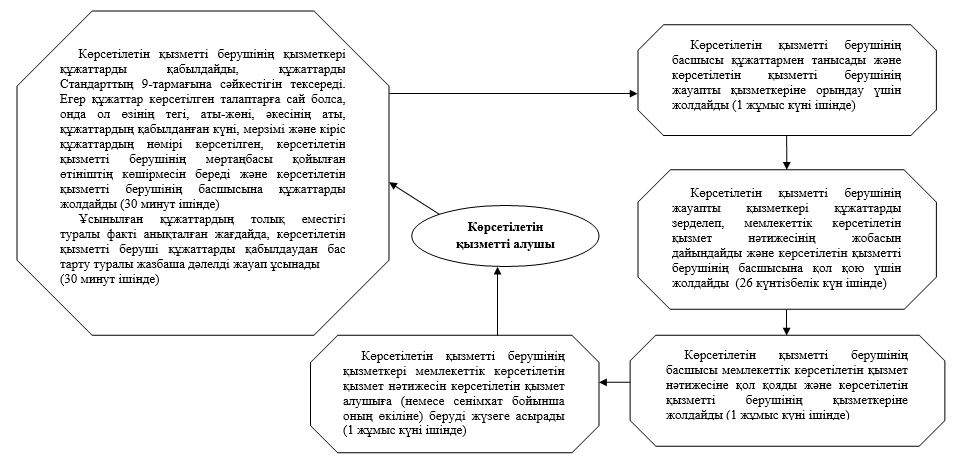 Көрсетілетін қызметті берушінің қызметкері
құжаттарды қабылдайды, құжаттарды
Стандарттың 9-тармағына сәйкестігін тексереді.
Егер құжаттар көрсетілген талаптарға сай болса,
онда ол өзінің тегі, аты-жөні, әкесінің аты,
құжаттардың қабылданған күні, мерзімі және кіріс
құжаттардың нөмірі көрсетілген, көрсетілетін
қызметті берушінің мөртаңбасы қойылған
өтініштің көшірмесін береді және көрсетілетін
қызметті берушінің басшысына құжаттарды
жолдайды (30 минут ішінде)
Ұсынылған құжаттардың толық еместігі
туралы факті анықталған жағдайда, көрсетілетін
қызметті беруші құжаттарды қабылдаудан бас
тарту туралы жазбаша дәлелді жауап ұсынады
(30 минут ішінде)
Көрсетілетін қызметті берушінің
басшысы құжаттармен танысады және
көрсетілетін қызметті берушінің
жауапты қызметкеріне орындау үшін
жолдайды (1 жұмыс күні ішінде)
Көрсетілетін қызметті берушінің
жауапты қызметкері құжаттарды
зерделеп, мемлекеттік көрсетілетін
қызмет нәтижесінің жобасын
дайындайды және көрсетілетін қызметті
берушінің басшысына қол қою үшін
жолдайды (26 күнтізбелік күн ішінде)
Көрсетілетін қызметті берушінің
басшысы мемлекеттік көрсетілетін қызмет
нәтижесіне қол қояды және көрсетілетін
қызметті берушінің қызметкеріне
жолдайды (1 жұмыс күні ішінде)
Көрсетілетін қызметті берушінің
қызметкері мемлекеттік көрсетілетін
қызмет нәтижесін көрсетілетін қызмет
алушыға (немесе сенімхат бойынша
оның өкіліне) беруді жүзеге асырады
(1 жұмыс күні ішінде)
Көрсетілетін
қызметті алушы